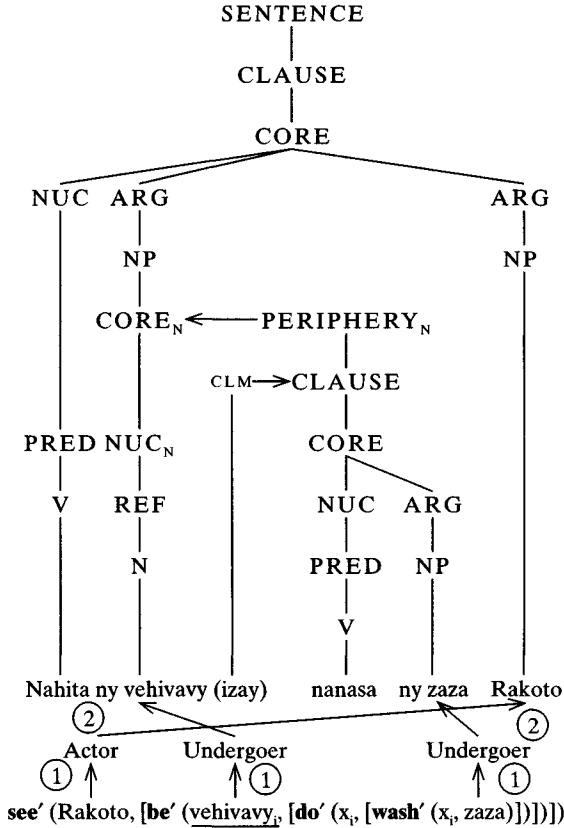 SENTENCE
CLAUSE
CORE
NUC ARG ARG
NP NP
CORE_N PERIPHERY_N
CLM CLAUSE
PRED NUC_N CORE
V REF NUC ARG
N PRED NP
V
Nahita ny vehivavy (izay) nanasa ny zaza Rakoto
② ②
Actor Undergoer Undergoer
① ① ①
see′ (Rakoto, [be′ (vehivavy_i, [do′ (x_i, [wash′ (x_i, zaza)])])])